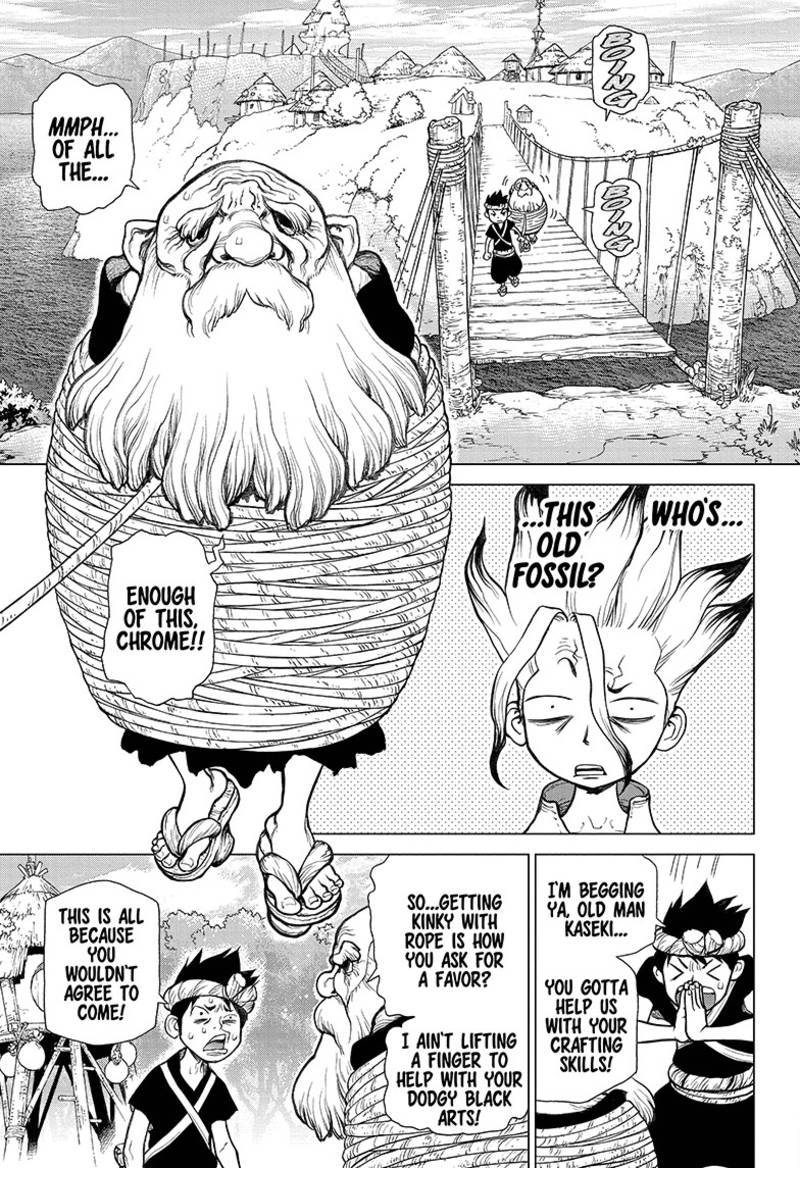 BOING
BOING
MMPH...
OF ALL
THE...
ENOUGH
OF THIS,
CHROME!!
WHO'S...
...THIS
OLD
FOSSIL?
I'M BEGGING
YA, OLD MAN
KASEKI...
YOU GOTTA
HELP US
WITH YOUR
CRAFTING
SKILLS!
SO...GETTING
KINKY WITH
ROPE IS HOW
YOU ASK FOR
A FAVOR?
I AIN'T LIFTING
A FINGER TO
HELP WITH YOUR
DODGY BLACK
ARTS!
THIS IS ALL
BECAUSE
YOU
WOULDN'T
AGREE TO
COME!